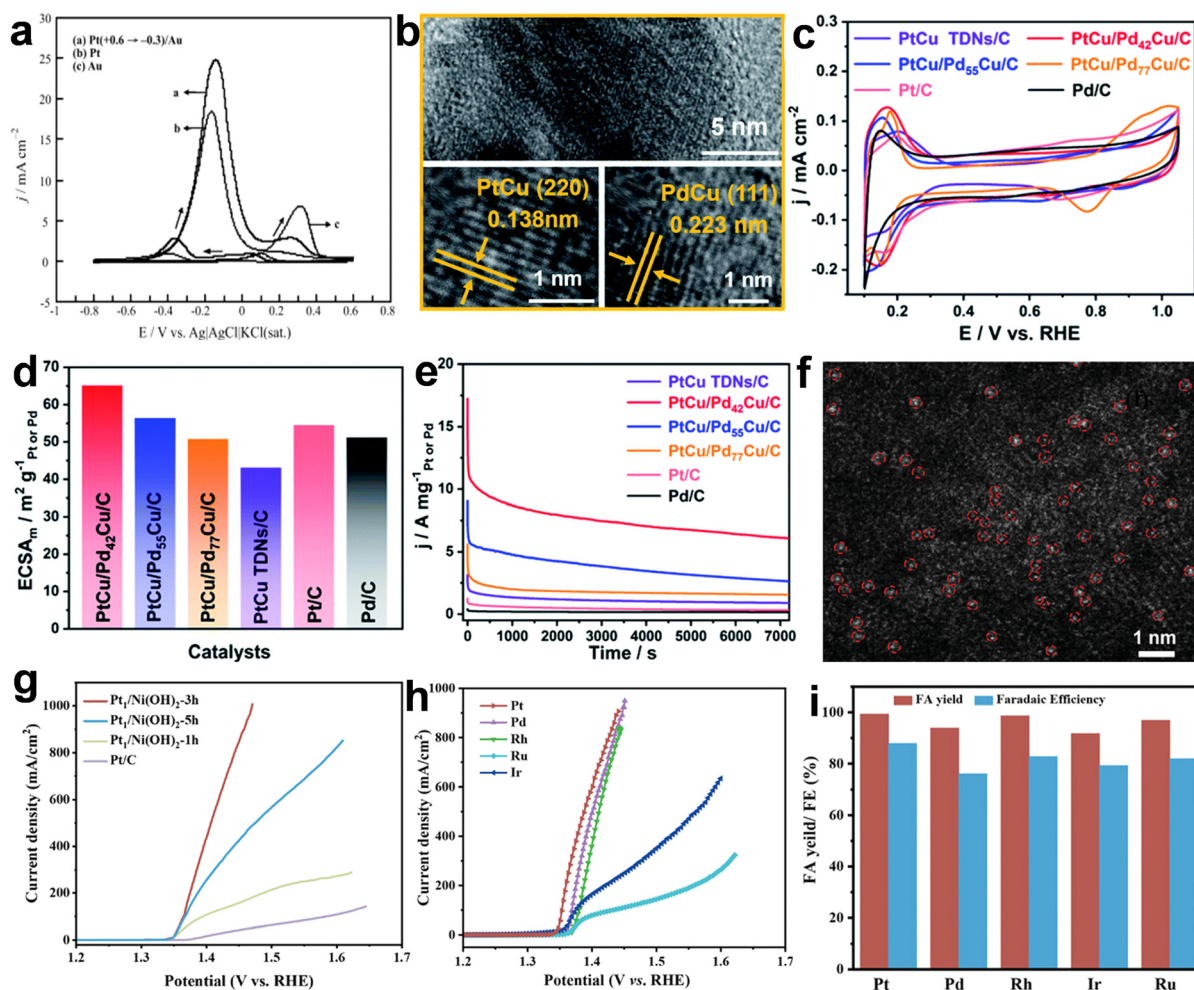 a
(a) Pt(+0.6 → –0.3)/Au
(b) Pt
(c) Au
a
b
c
30
25
20
15
10
5
0
5
j / mA cm⁻²
-1 -0.8 -0.6 -0.4 -0.2 0 0.2 0.4 0.6 0.8
E / V vs. Ag|AgCl|KCl(sat.)
b
5 nm
PtCu (220)
0.138nm
1 nm
PdCu (111)
0.223 nm
1 nm
c
PtCu TDNs/C
PtCu/Pd₄₂Cu/C
PtCu/Pd₅₅Cu/C
PtCu/Pd₇₇Cu/C
Pt/C
Pd/C
0.3
0.2
0.1
0.0
-0.1
-0.2
j / mA cm⁻²
0.2 0.4 0.6 0.8 1.0
E / V vs. RHE
d
70
65
60
50
40
30
20
10
0
ECSAₘ / m² g⁻¹ Pt or Pd
PtCu/Pd₄₂Cu/C
PtCu/Pd₅₅Cu/C
PtCu/Pd₇₇Cu/C
PtCu TDNs/C
Pt/C
Pd/C
Catalysts
e
PtCu TDNs/C
PtCu/Pd₄₂Cu/C
PtCu/Pd₅₅Cu/C
PtCu/Pd₇₇Cu/C
Pt/C
Pd/C
20
15
10
5
0
j / A mg⁻¹ Pt or Pd
0 1000 2000 3000 4000 5000 6000 7000
Time / s
f
1 nm
g
Pt₁/Ni(OH)₂-3h
Pt₁/Ni(OH)₂-5h
Pt₁/Ni(OH)₂-1h
Pt/C
1000
800
600
400
200
0
Current density (mA/cm²)
1.2 1.3 1.4 1.5 1.6 1.7
Potential (V vs. RHE)
h
Pt
Pd
Rh
Ru
Ir
1000
800
600
400
200
0
Current density (mA/cm²)
1.2 1.3 1.4 1.5 1.6 1.7
Potential (V vs. RHE)
i
FA yield
Faradaic Efficiency
100
80
60
40
20
0
FA yeild/ FE (%)
Pt Pd Rh Ir Ru